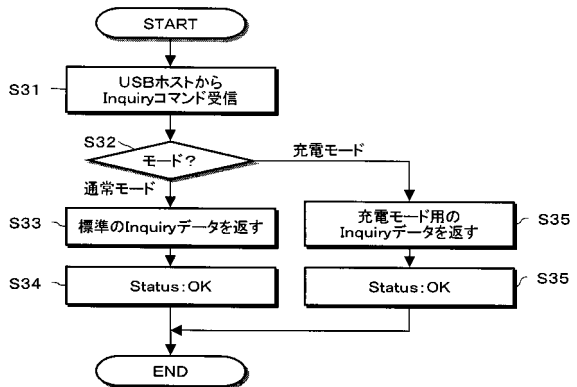 START
S31
USBホストから
Inquiryコマンド受信
S32
モード?
充電モード
通常モード
S33
標準のInquiryデータを返す
充電モード用の
Inquiryデータを返す
S35
S34
Status:OK
Status:OK
S35
END